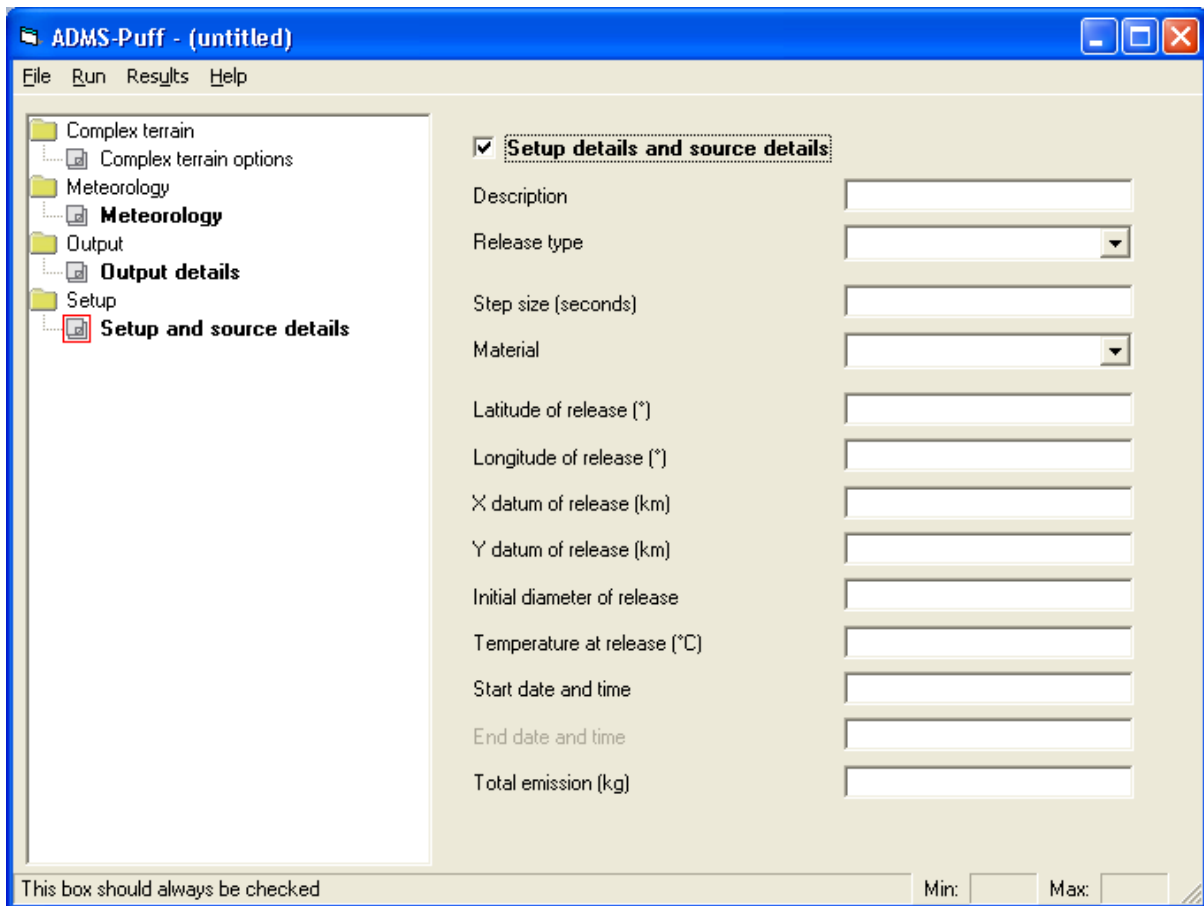 ADMS-Puff - (untitled)
File Run Results Help
Complex terrain
Complex terrain options
Meteorology
Meteorology
Output
Output details
Setup
Setup and source details
Setup details and source details
Description
Release type
Step size (seconds)
Material
Latitude of release (°)
Longitude of release (°)
X datum of release (km)
Y datum of release (km)
Initial diameter of release
Temperature at release (°C)
Start date and time
End date and time
Total emission (kg)
This box should always be checked Min: Max: